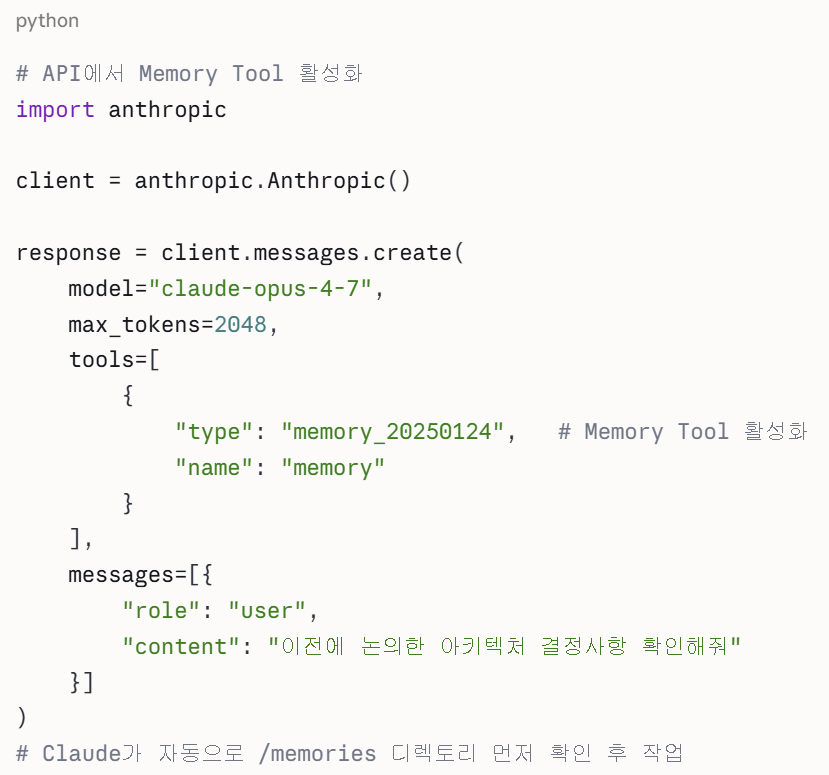 python
# API에서 Memory Tool 활성화
import anthropic
client = anthropic.Anthropic()
response = client.messages.create(
    model="claude-opus-4-7",
    max_tokens=2048,
    tools=[
        {
            "type": "memory_20250124",   # Memory Tool 활성화
            "name": "memory"
        }
    ],
    messages=[{
        "role": "user",
        "content": "이전에 논의한 아키텍처 결정사항 확인해줘"
    }]
)
# Claude가 자동으로 /memories 디렉토리 먼저 확인 후 작업